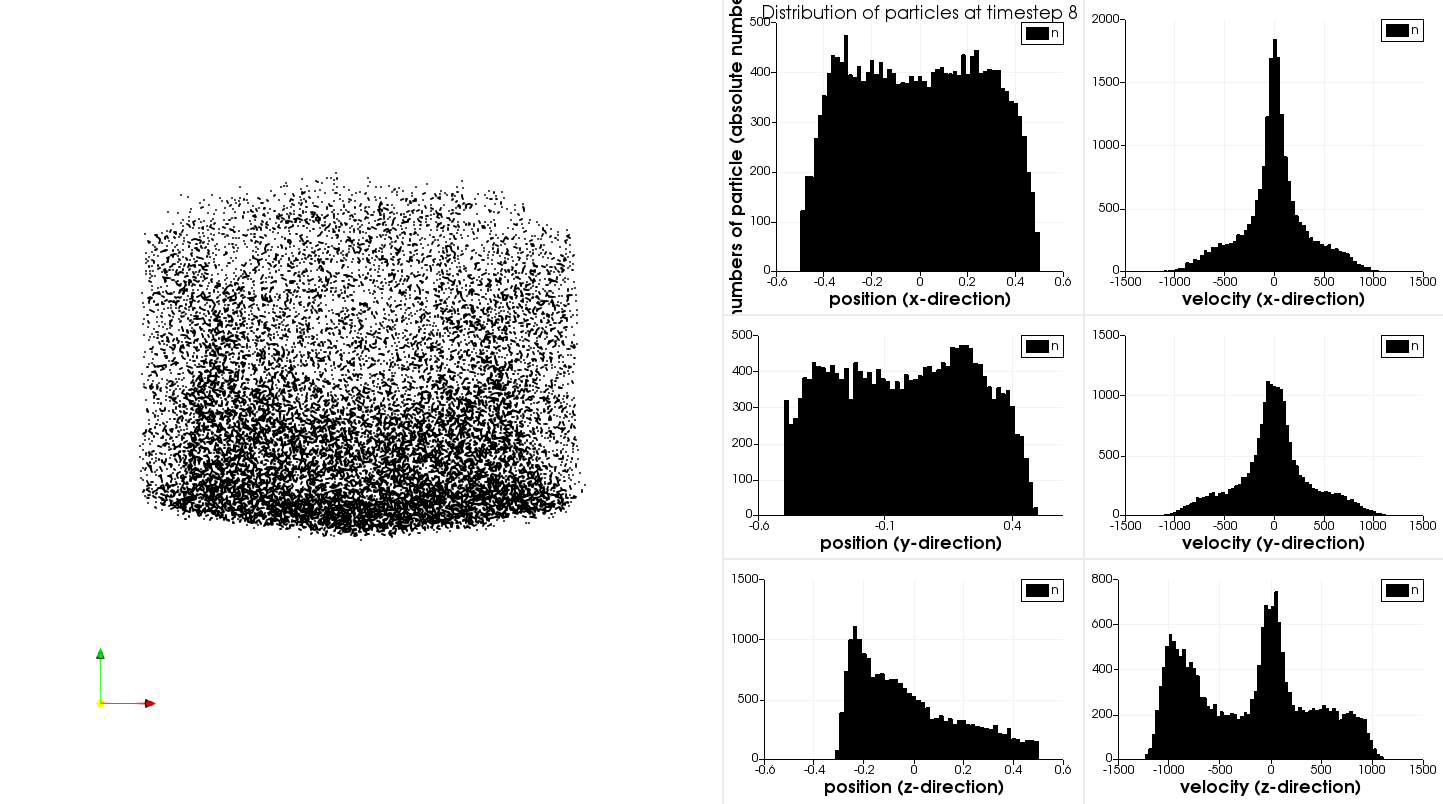 Distribution of particles at timestep 8
numbers of particle (absolute number
500
400
300
200
100
0
-0.6 -0.4 -0.2 0 0.2 0.4 0.6
position (x-direction)
n
2000
1500
1000
500
0
-1500 -1000 -500 0 500 1000 1500
velocity (x-direction)
n
500
400
300
200
100
0
-0.6 -0.1 0.4
position (y-direction)
n
1500
1000
500
0
-1500 -1000 -500 0 500 1000 1500
velocity (y-direction)
n
1500
1000
500
0
-0.6 -0.4 -0.2 0 0.2 0.4 0.6
position (z-direction)
n
800
600
400
200
0
-1500 -1000 -500 0 500 1000 1500
velocity (z-direction)
n